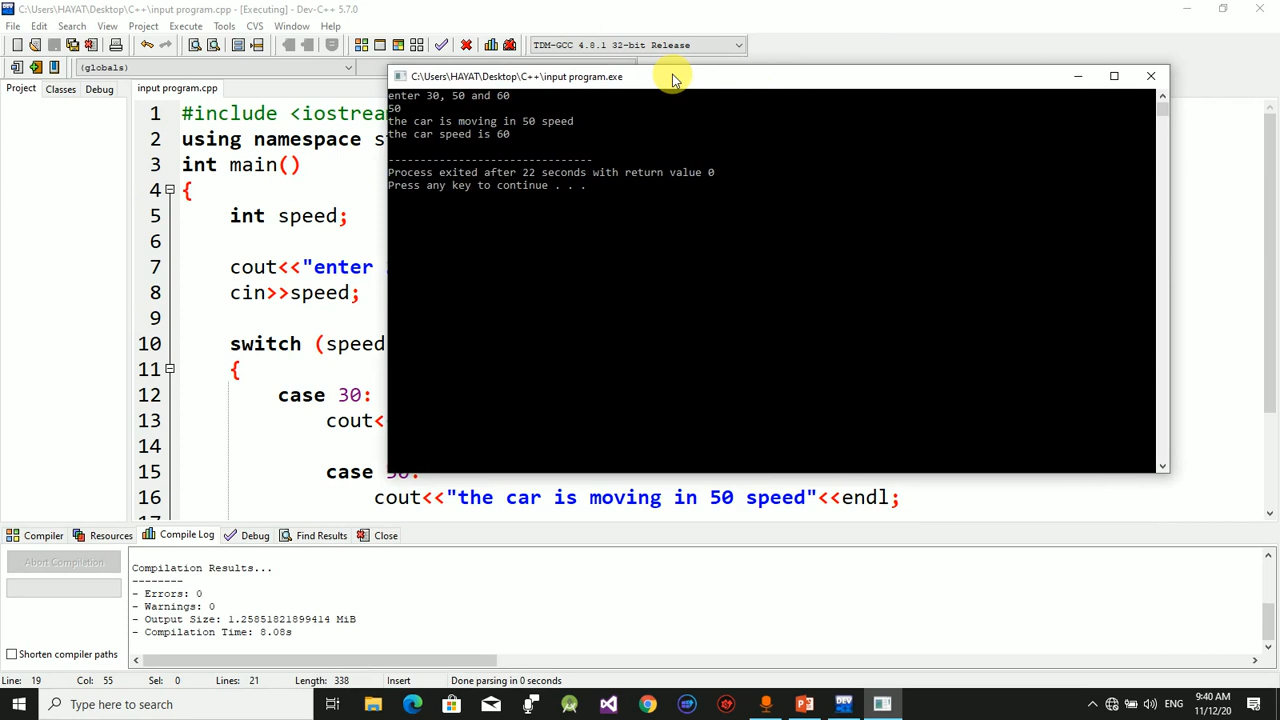 C:\Users\HAYAT\Desktop\C++\input program.cpp - [Executing] - Dev-C++ 5.7.0
File Edit Search View Project Execute Tools CVS Window Help
TDM-GCC 4.8.1 32-bit Release
(globals)
Project Classes Debug
input program.cpp
C:\Users\HAYAT\Desktop\C++\input program.exe
enter 30, 50 and 60
50
the car is moving in 50 speed
the car speed is 60
--------------------------------
Process exited after 22 seconds with return value 0
Press any key to continue . . .
1 #include <iostrea
2 using namespace s
3 int main()
4 {
5 int speed;
6
7 cout<<"enter
8 cin>>speed;
9
10 switch (speed
11 {
12 case 30:
13 cout<
14
15 case 50:
16 cout<<"the car is moving in 50 speed"<<endl;
Compiler Resources Compile Log Debug Find Results Close
Abort Compilation
Shorten compiler paths
Compilation Results...
--------
- Errors: 0
- Warnings: 0
- Output Size: 1.25851821899414 MiB
- Compilation Time: 8.08s
Line: 19 Col: 55 Sel: 0 Lines: 21 Length: 338 Insert Done parsing in 0 seconds
Type here to search
DEV
ENG
9:40 AM
11/12/20